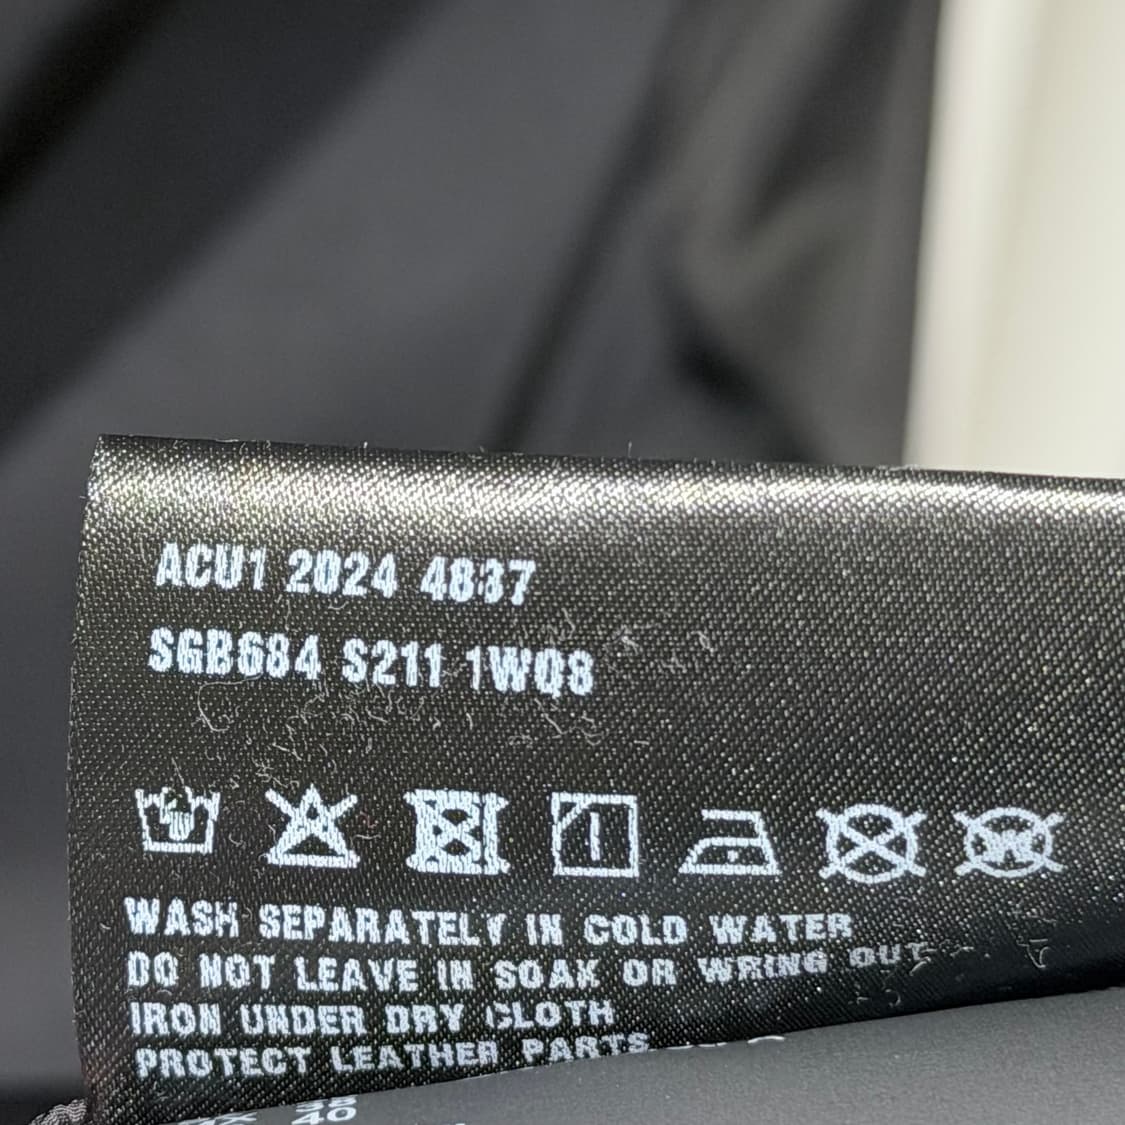 ACU1 2024 4837
SGB684 S211 1WQ8
WASH SEPARATELY IN COLD WATER
DO NOT LEAVE IN SOAK OR WRING OUT
IRON UNDER DRY CLOTH
PROTECT LEATHER PARTS
40